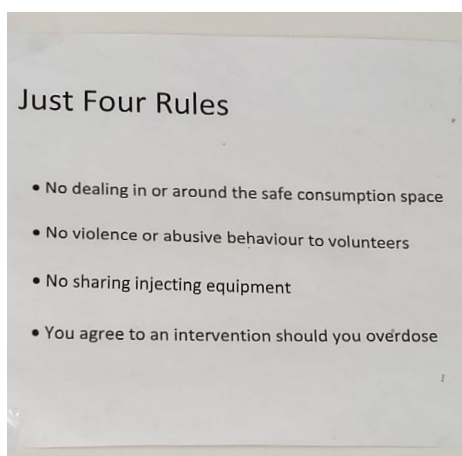 Just Four Rules
• No dealing in or around the safe consumption space
• No violence or abusive behaviour to volunteers
• No sharing injecting equipment
• You agree to an intervention should you overdose